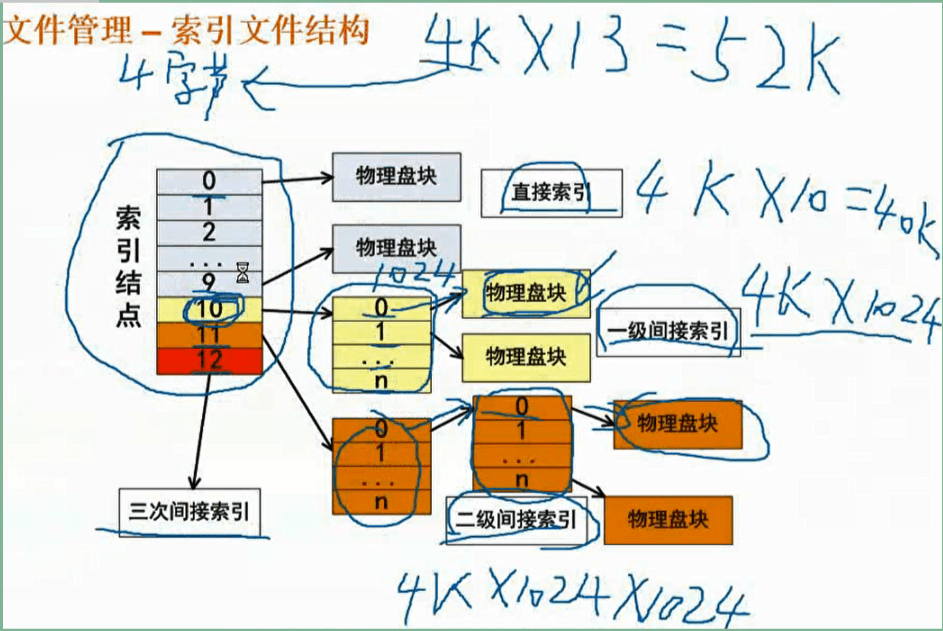 文件管理 – 索引文件结构
4K X 13 = 52K
4字节
索引结点
0
1
2
...
9
10
11
12
物理盘块
物理盘块
直接索引
4K X10=40K
1024
0
1
...
n
物理盘块
物理盘块
一级间接索引
4K X1024
0
1
...
n
0
1
...
n
物理盘块
物理盘块
二级间接索引
三次间接索引
4K X1024X1024